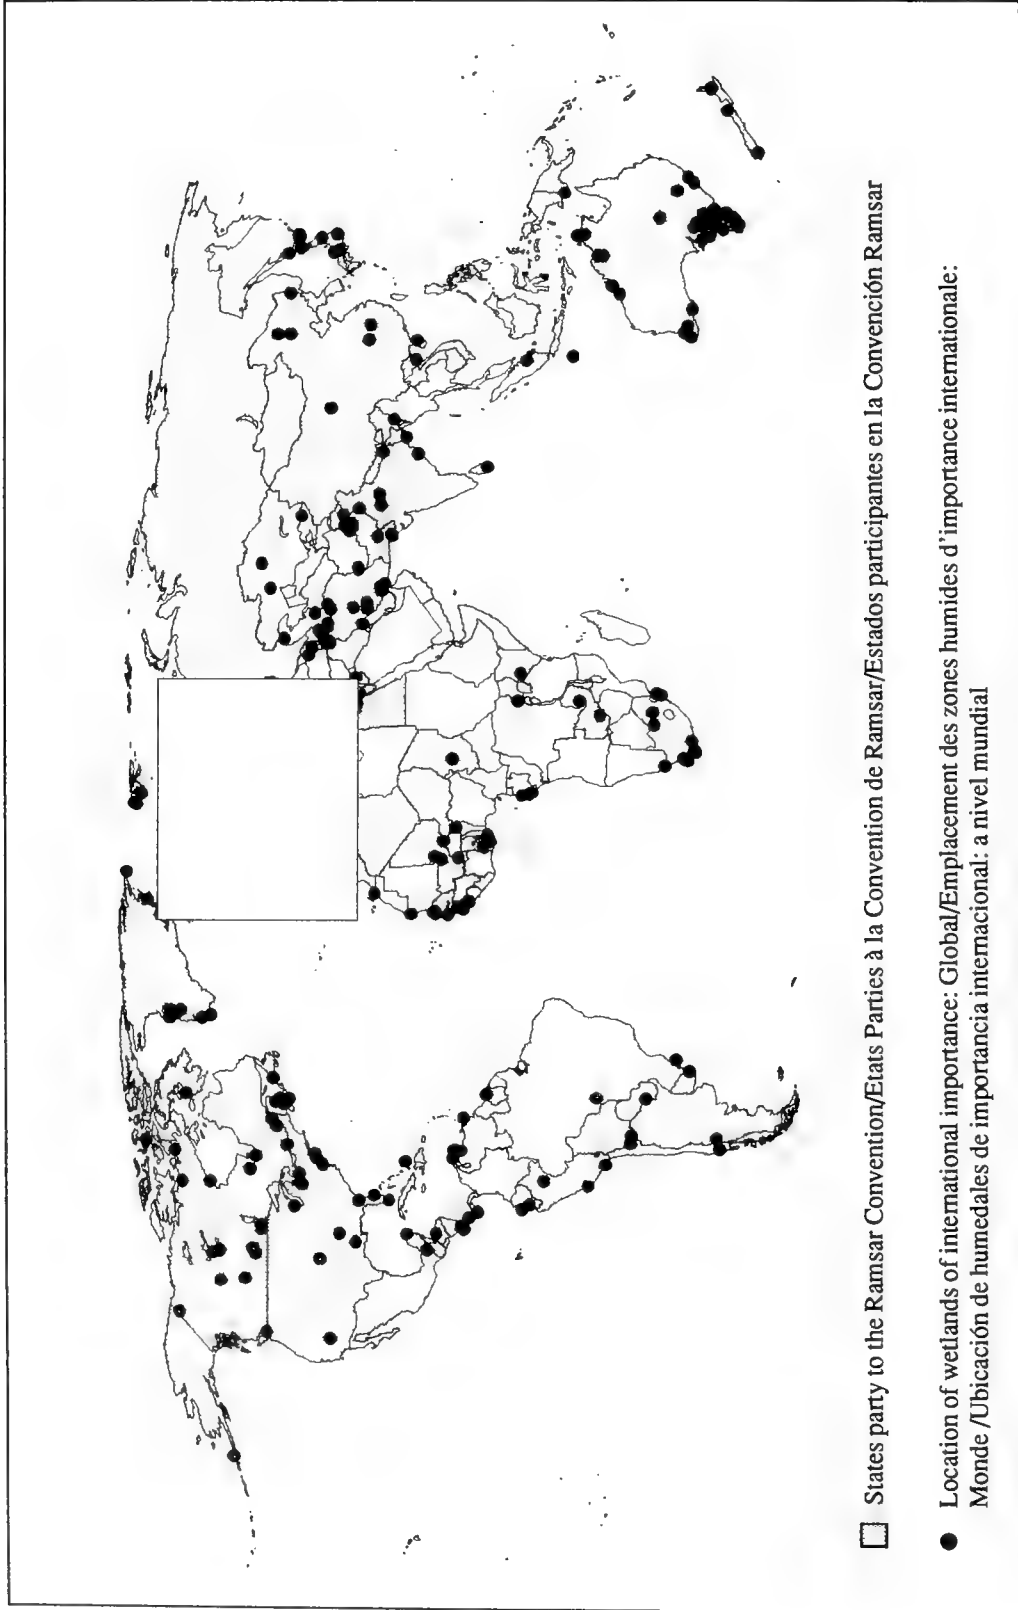 States party to the Ramsar Convention/Etats Parties à la Convention de Ramsar/Estados participantes en la Convención Ramsar
Location of wetlands of international importance: Global/Emplacement des zones humides d'importance internationale:
Monde /Ubicación de humedales de importancia internacional: a nivel mundial